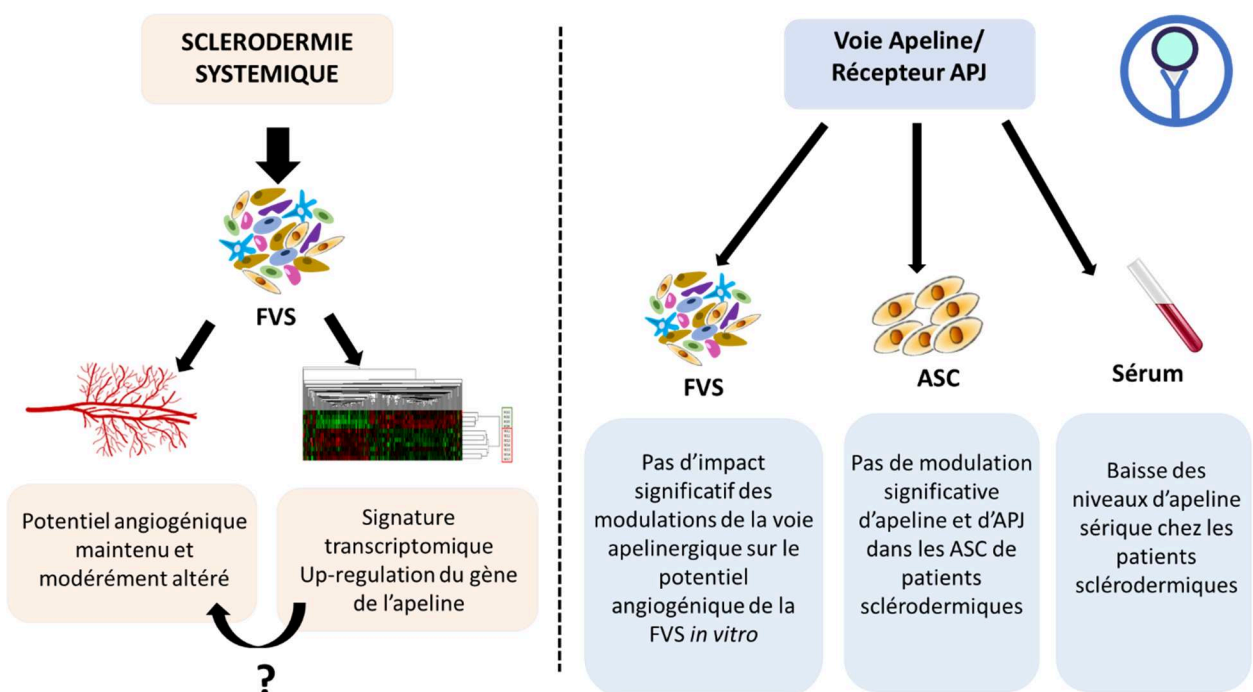 SCLERODERMIE
SYSTEMIQUE
FVS
Potentiel angiogénique
maintenu et
modérément altéré
Signature
transcriptomique
Up-regulation du gène
de l'apeline
?
Voie Apeline/
Récepteur APJ
FVS
ASC
Sérum
Pas d'impact
significatif des
modulations de la voie
apelinergique sur le
potentiel
angiogénique de la
FVS in vitro
Pas de modulation
significative
d'apeline et d'APJ
dans les ASC de
patients
sclérodermiques
Baisse des
niveaux d'apeline
sérique chez les
patients
sclérodermiques